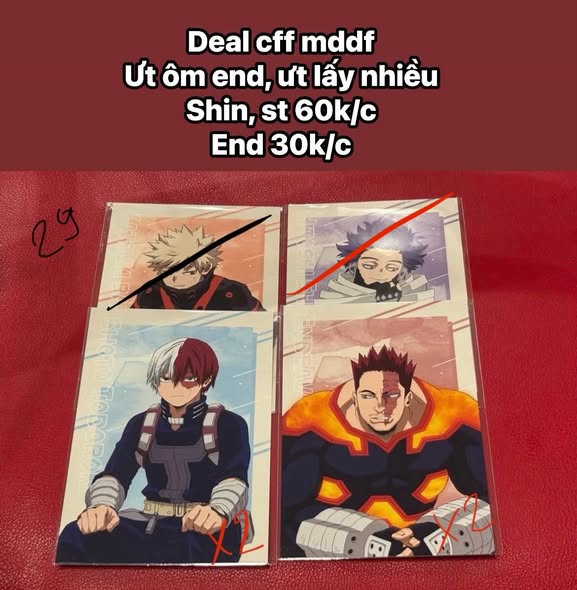 Deal cff mddf
Ưt ôm end, ưt lấy nhiều
Shin, st 60k/c
End 30k/c
29
x2
x2